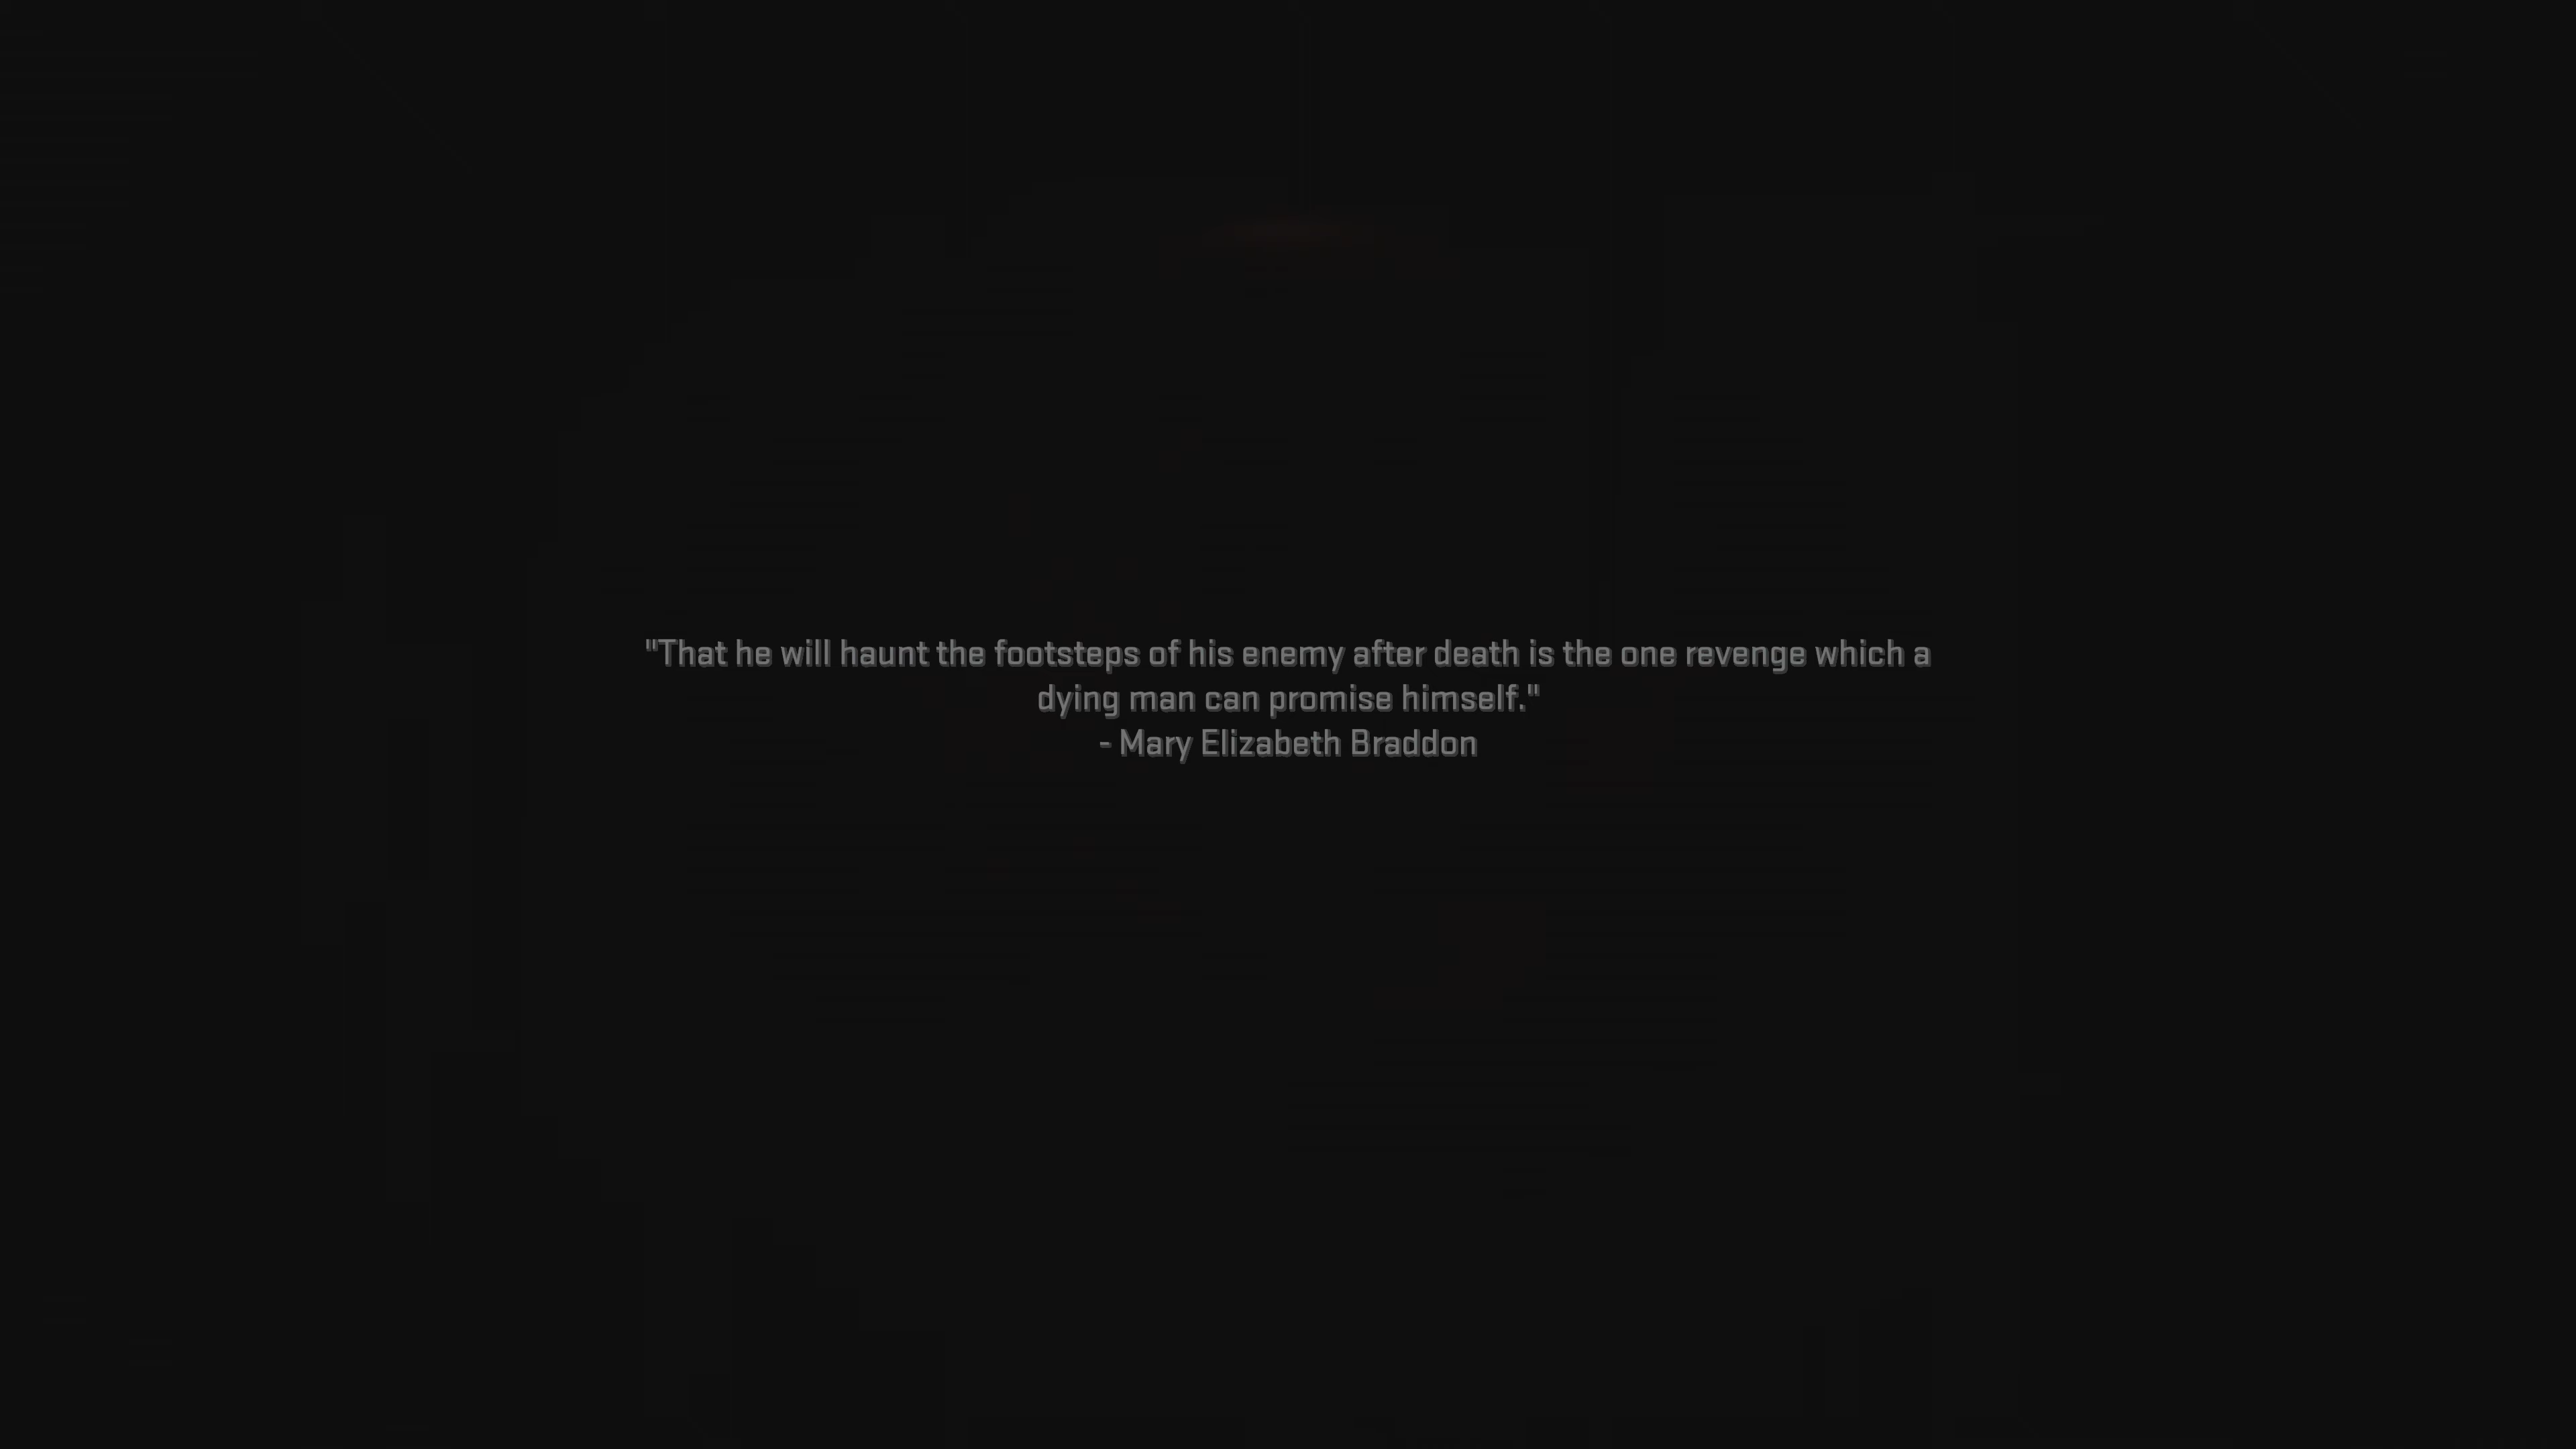 "That he will haunt the footsteps of his enemy after death is the one revenge which a
dying man can promise himself."
- Mary Elizabeth Braddon